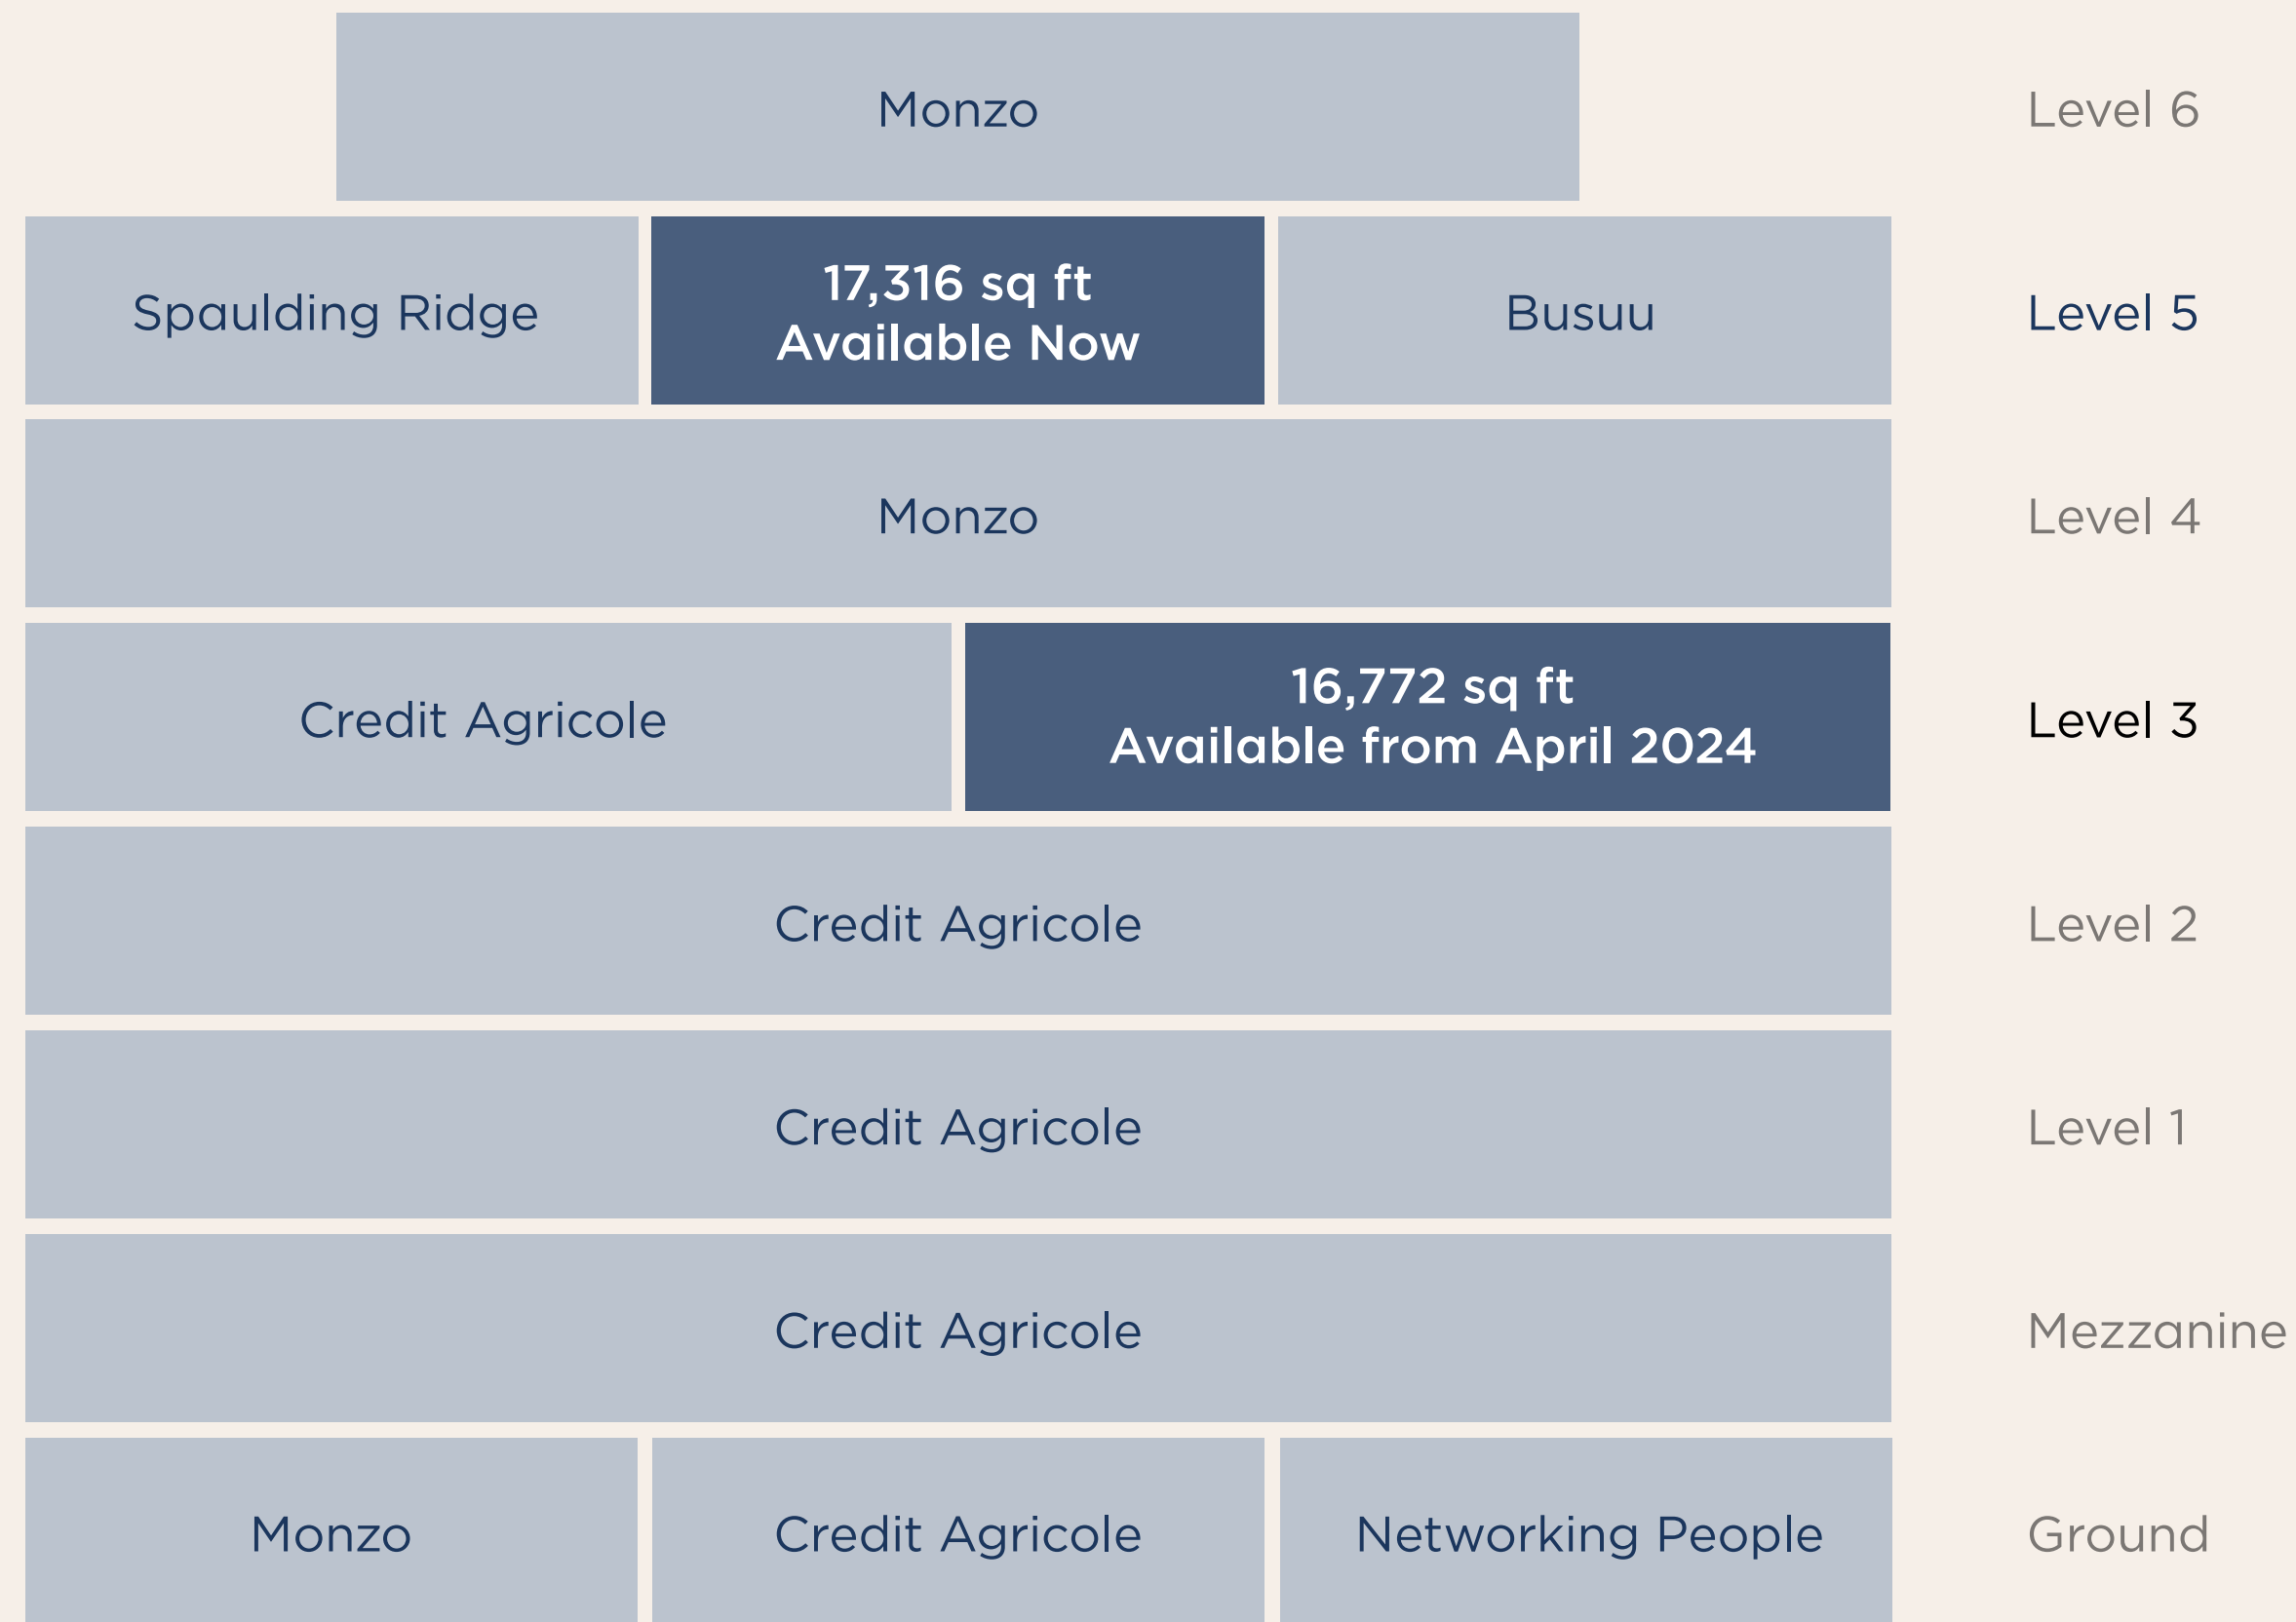 Monzo
Level 6
Spaulding Ridge
17,316 sq ft
Available Now
Busuu
Level 5
Monzo
Level 4
Credit Agricole
16,772 sq ft
Available from April 2024
Level 3
Credit Agricole
Level 2
Credit Agricole
Level 1
Credit Agricole
Mezzanine
Monzo
Credit Agricole
Networking People
Ground